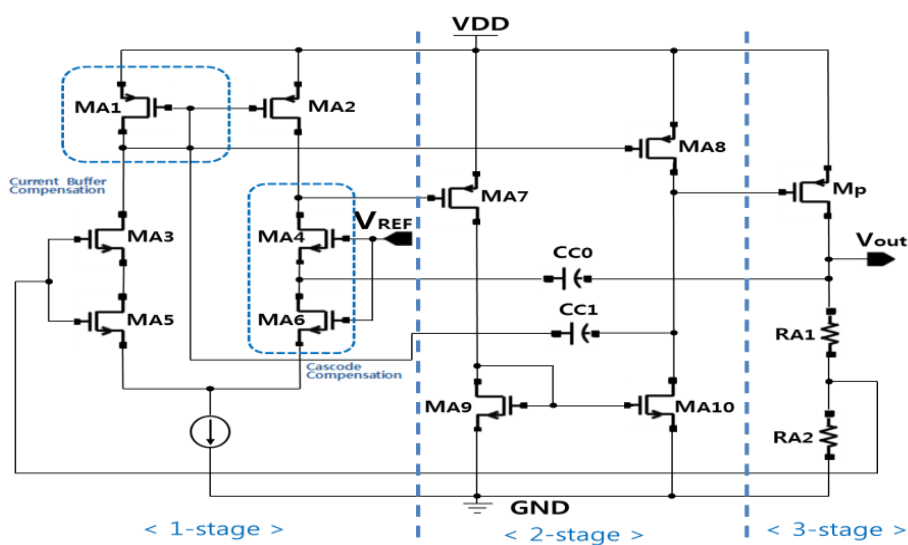 VDD
MA1
MA2
MA8
Current Buffer
Compensation
MA7
Mp
VREF
MA3
MA4
Vout
CC0
MA5
MA6
CC1
RA1
Cascode
Compensation
MA9
MA10
RA2
GND
< 1-stage >
< 2-stage >
< 3-stage >